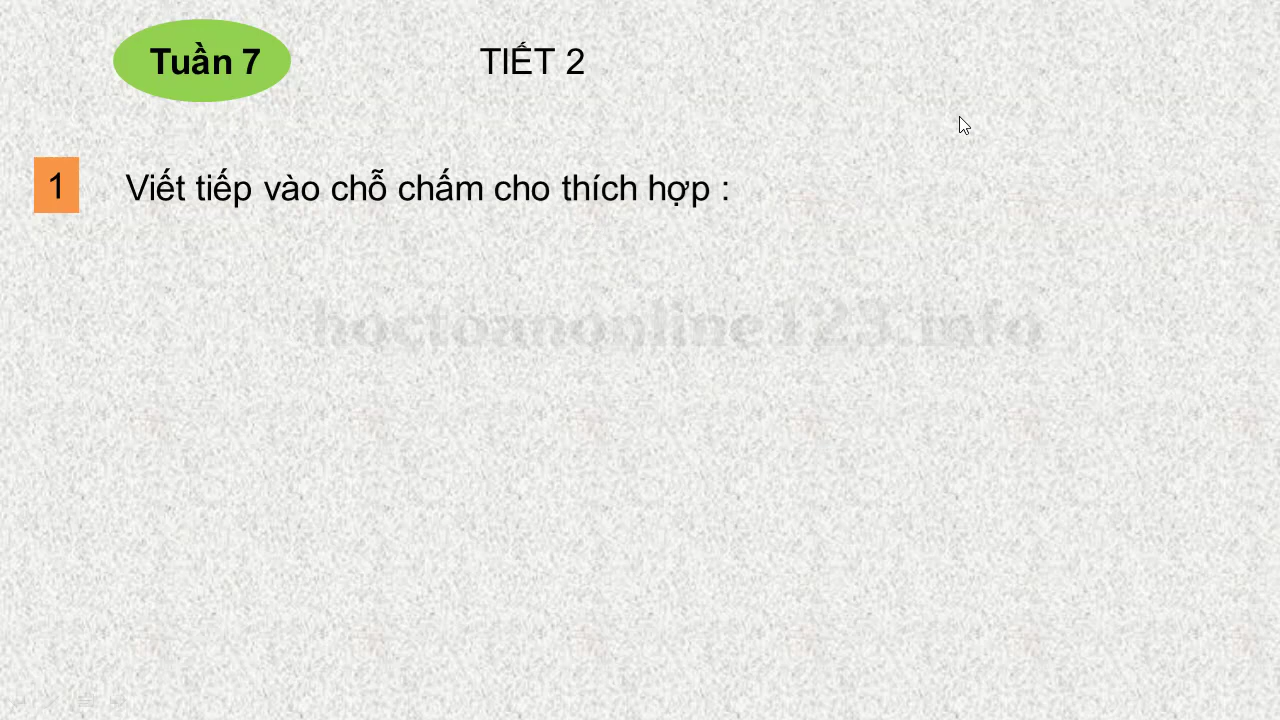 Tuần 7
TIẾT 2
1 Viết tiếp vào chỗ chấm cho thích hợp :
hoctoanonline123.info